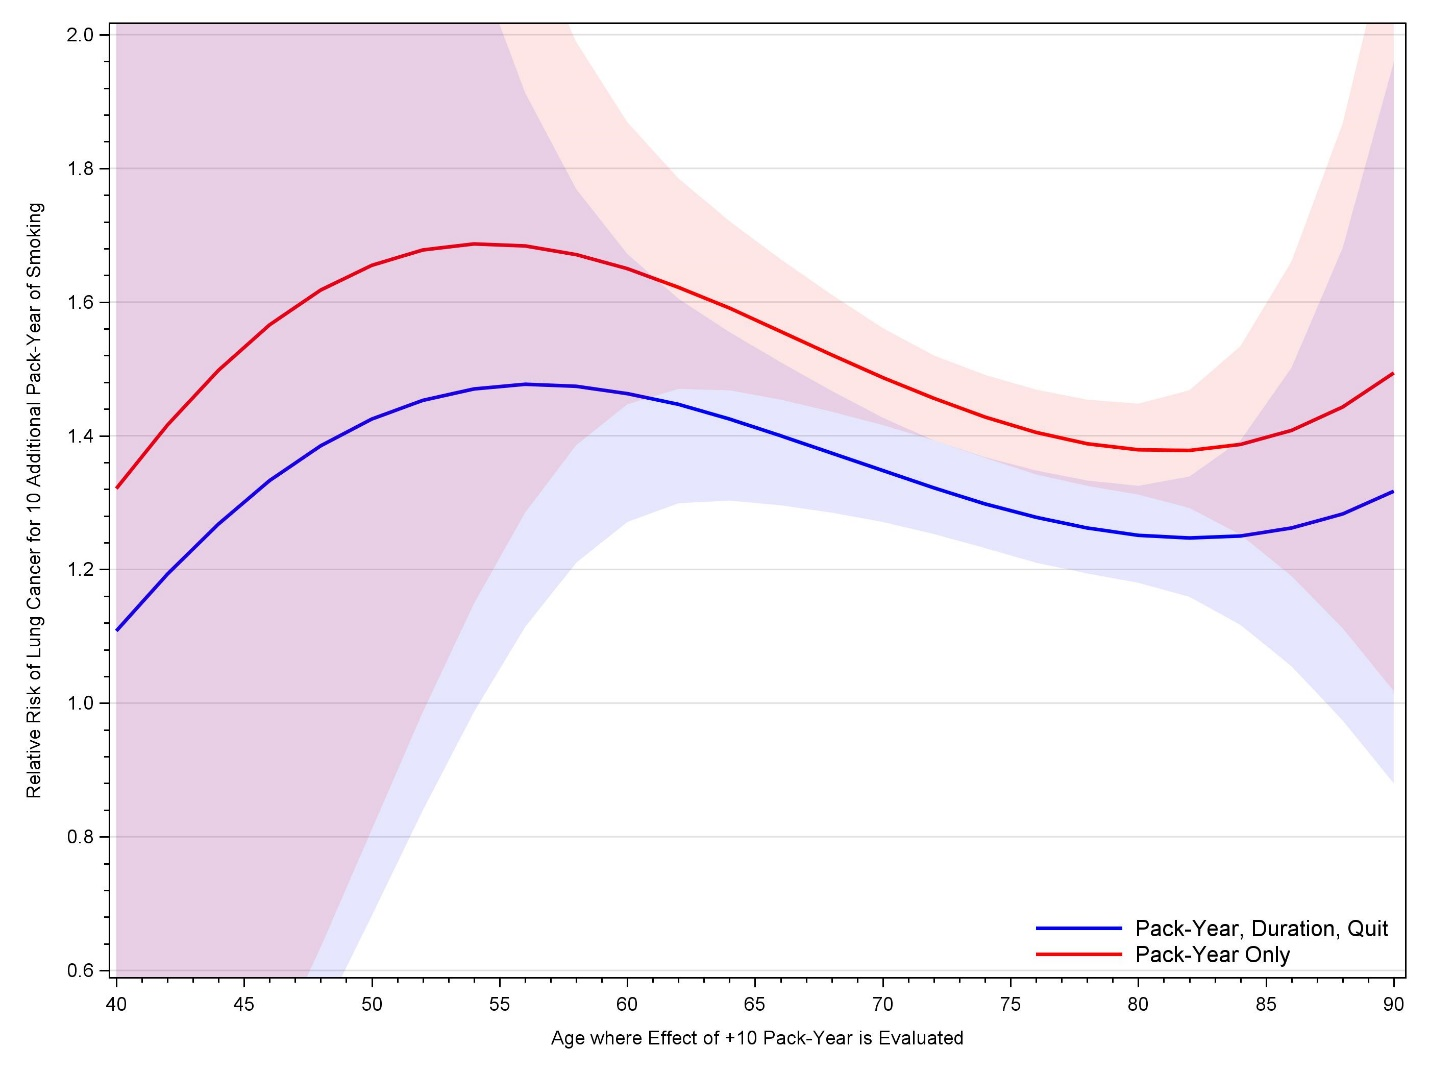 Relative Risk of Lung Cancer for 10 Additional Pack-Year of Smoking
2.0
1.8
1.6
1.4
1.2
1.0
0.8
0.6
Pack-Year, Duration, Quit
Pack-Year Only
40 45 50 55 60 65 70 75 80 85 90
Age where Effect of +10 Pack-Year is Evaluated